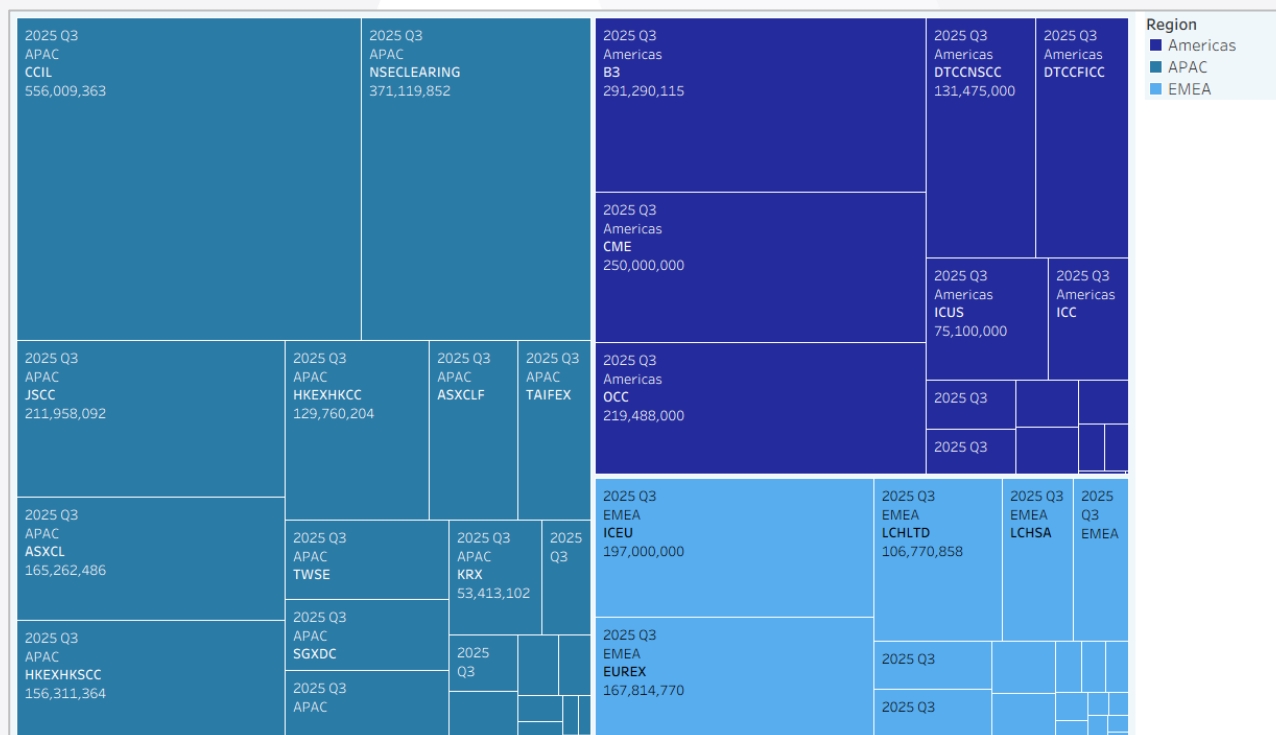 2025 Q3
APAC
CCIL
556,009,363
2025 Q3
APAC
NSECLEARING
371,119,852
2025 Q3
APAC
JSCC
211,958,092
2025 Q3
APAC
HKEXHKCC
129,760,204
2025 Q3
APAC
ASXCLF
2025 Q3
APAC
TAIFEX
2025 Q3
APAC
ASXCL
165,262,486
2025 Q3
APAC
TWSE
2025 Q3
APAC
KRX
53,413,102
2025
Q3
2025 Q3
APAC
SGXDC
2025 Q3
APAC
HKEXHKSCC
156,311,364
2025
Q3
2025 Q3
APAC
2025 Q3
Americas
B3
291,290,115
2025 Q3
Americas
DTCCNSCC
131,475,000
2025 Q3
Americas
DTCCFICC
2025 Q3
Americas
CME
250,000,000
2025 Q3
Americas
ICUS
75,100,000
2025 Q3
Americas
ICC
2025 Q3
Americas
OCC
219,488,000
2025 Q3
2025 Q3
2025 Q3
EMEA
ICEU
197,000,000
2025 Q3
EMEA
LCHLTD
106,770,858
2025 Q3
EMEA
LCHSA
2025
Q3
EMEA
2025 Q3
EMEA
EUREX
167,814,770
2025 Q3
2025 Q3
Region
Americas
APAC
EMEA